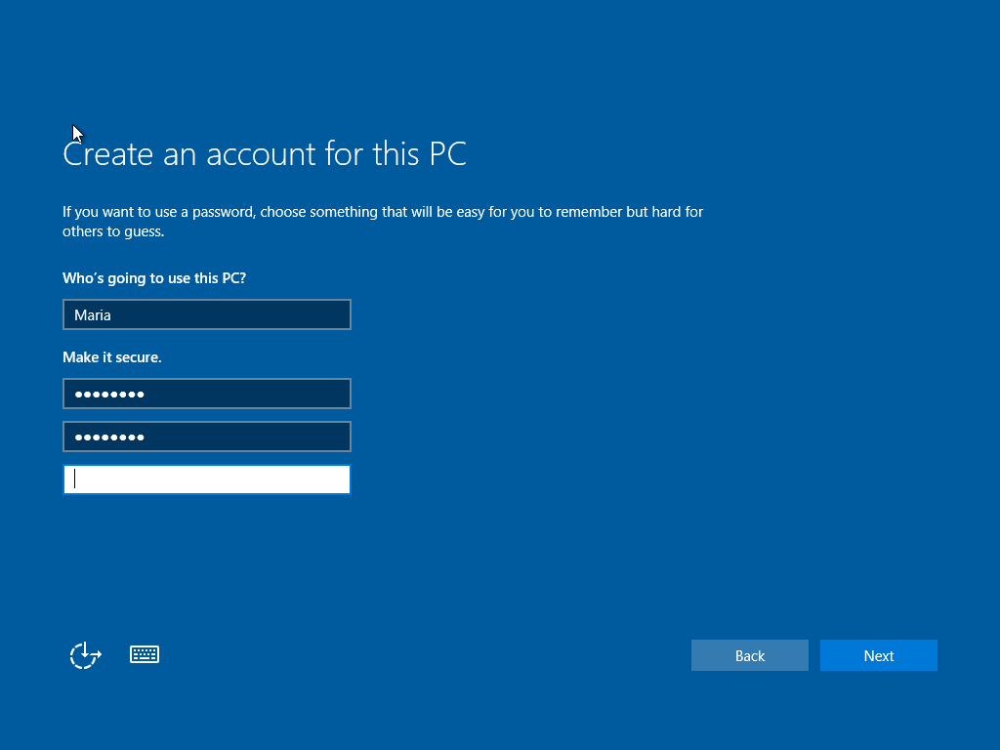 Create an account for this PC
If you want to use a password, choose something that will be easy for you to remember but hard for
others to guess.
Who's going to use this PC?
Maria
Make it secure.
••••••••
••••••••
Back
Next